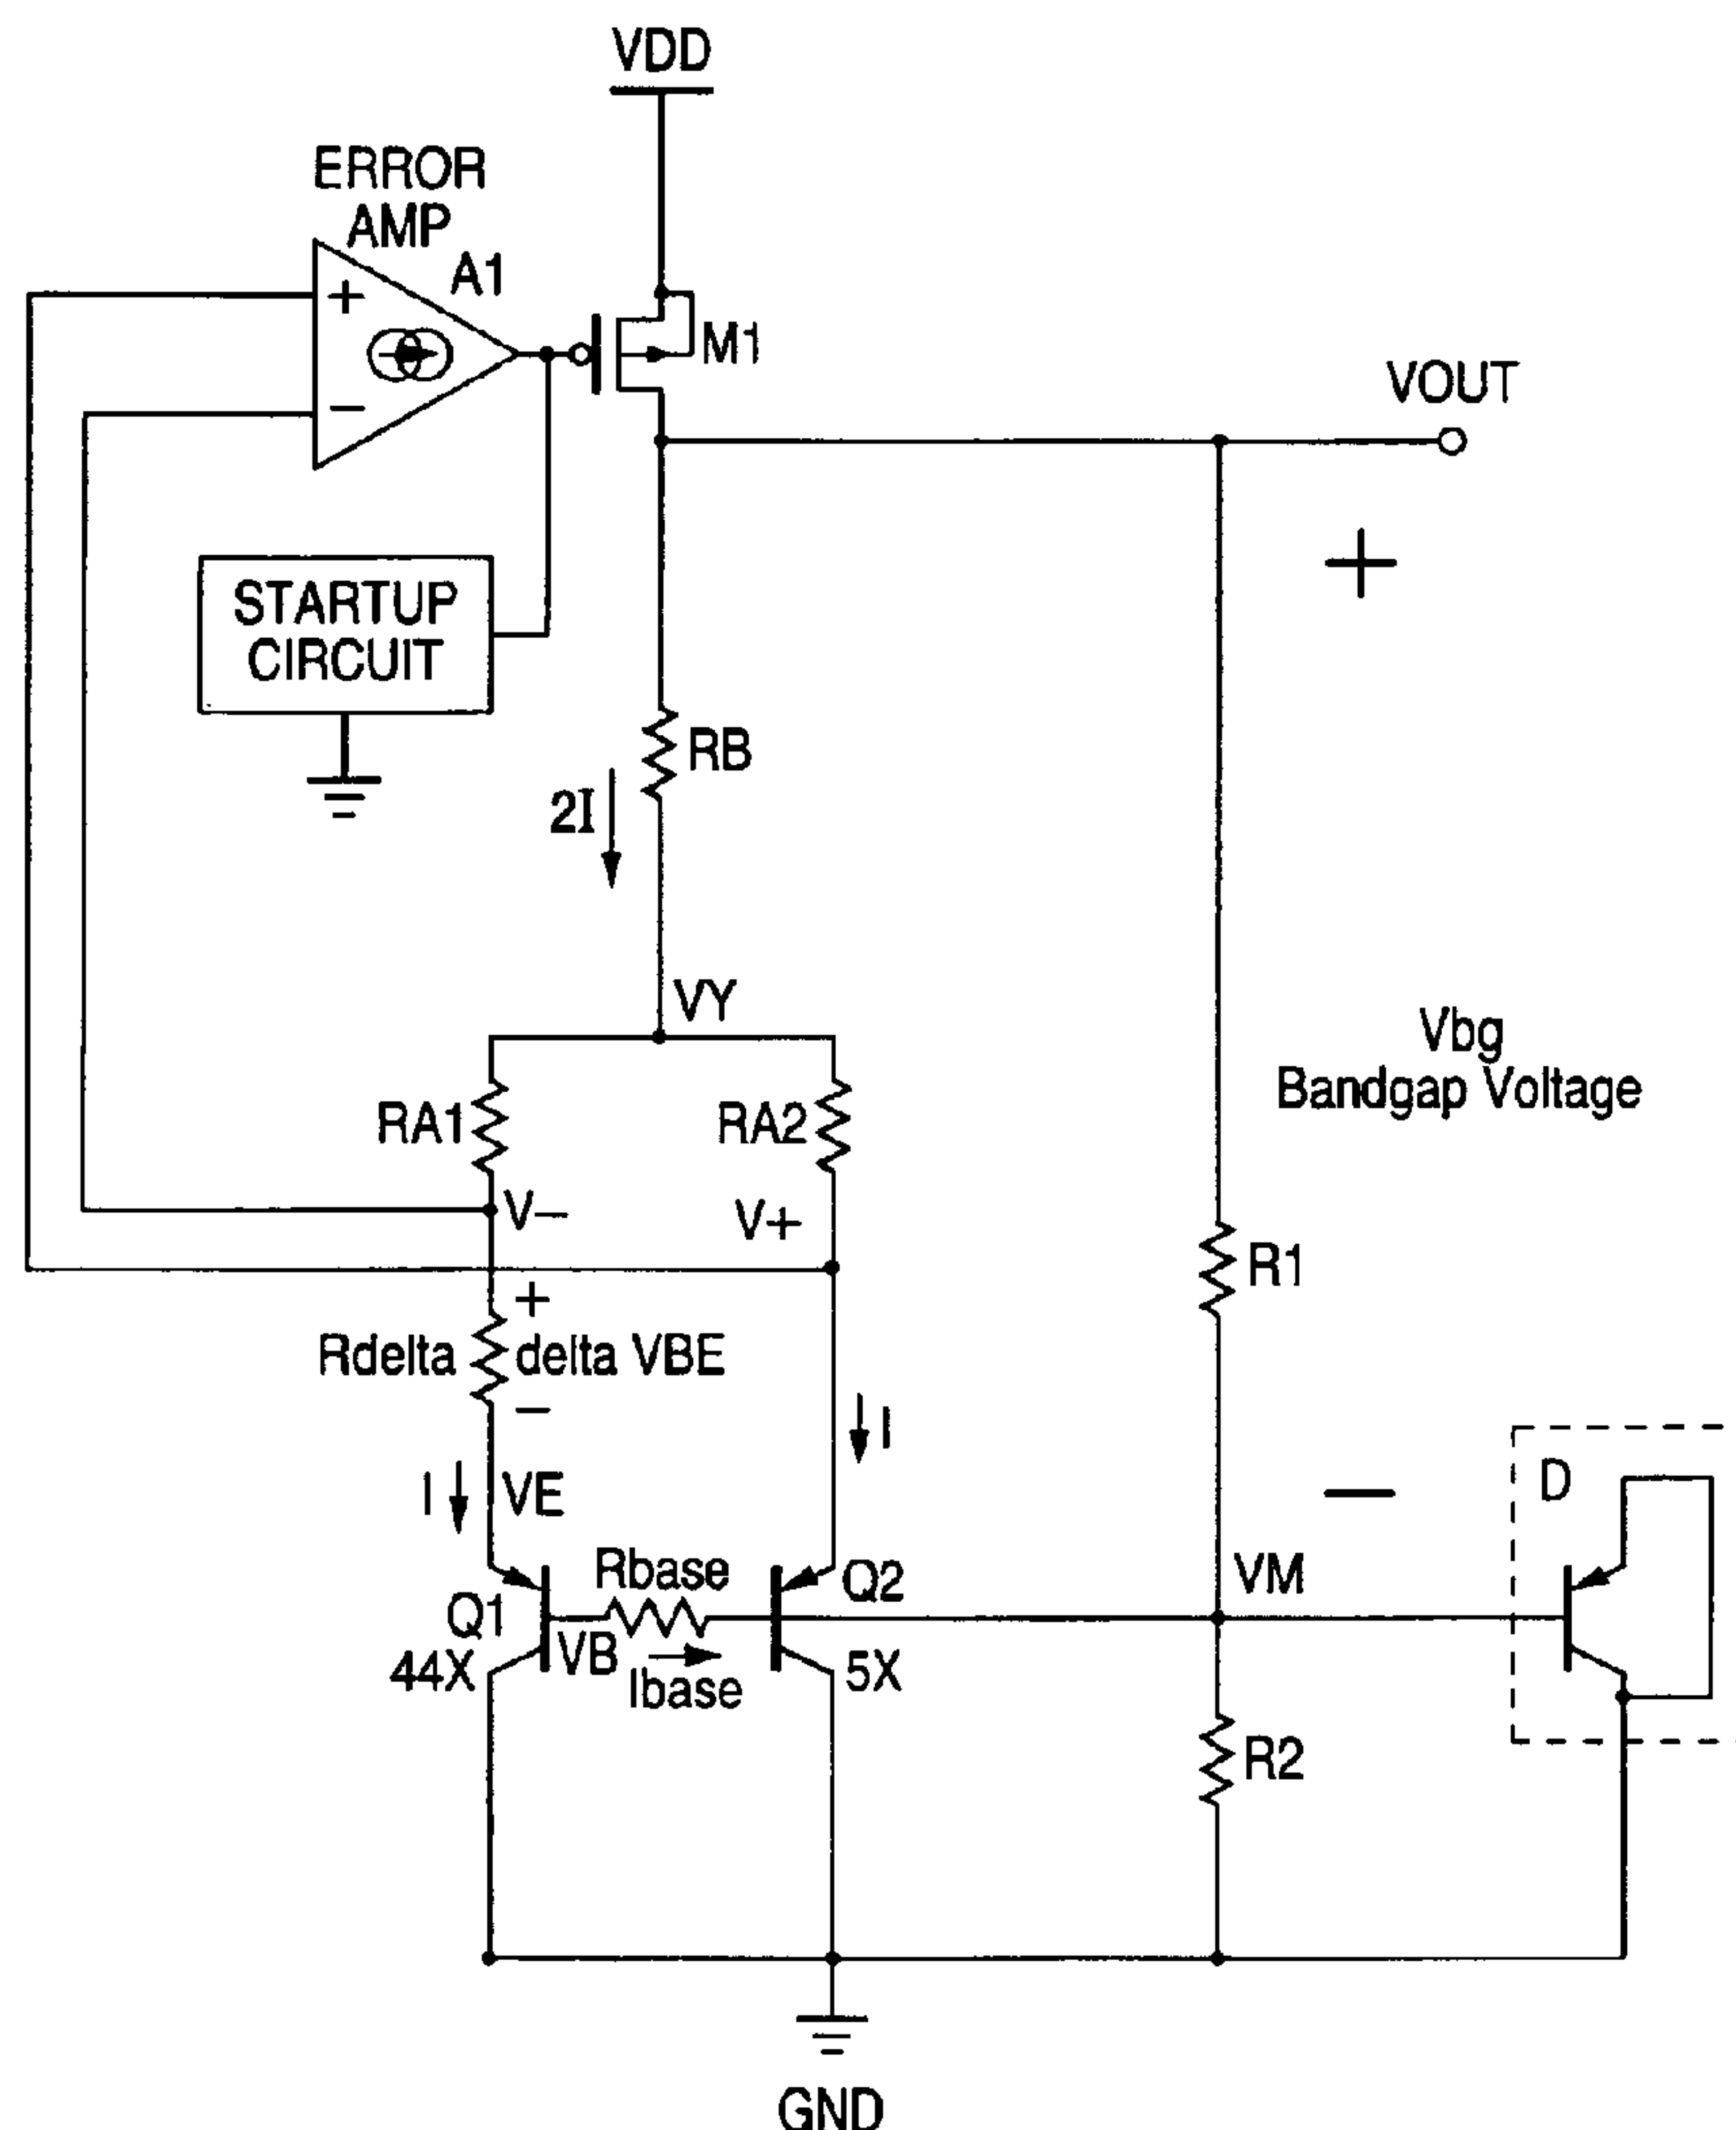 VDD
ERROR
AMP
A1
+
−
M1
VOUT
+
STARTUP
CIRCUIT
RB
2I
VY
Vbg
Bandgap Voltage
RA1
RA2
V−
V+
R1
+
Rdelta
delta VBE
−
I
I
VE
−
D
Rbase
Q2
VM
Q1
VB
44X
Ibase
5X
R2
GND